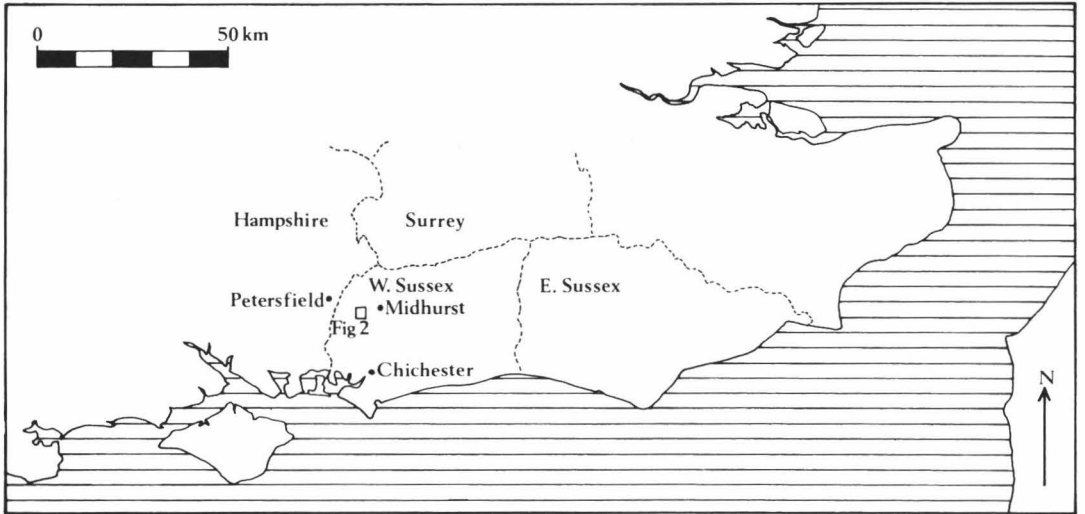 0 50 km
Hampshire Surrey
W. Sussex E. Sussex
Petersfield Midhurst
Fig 2
Chichester
N